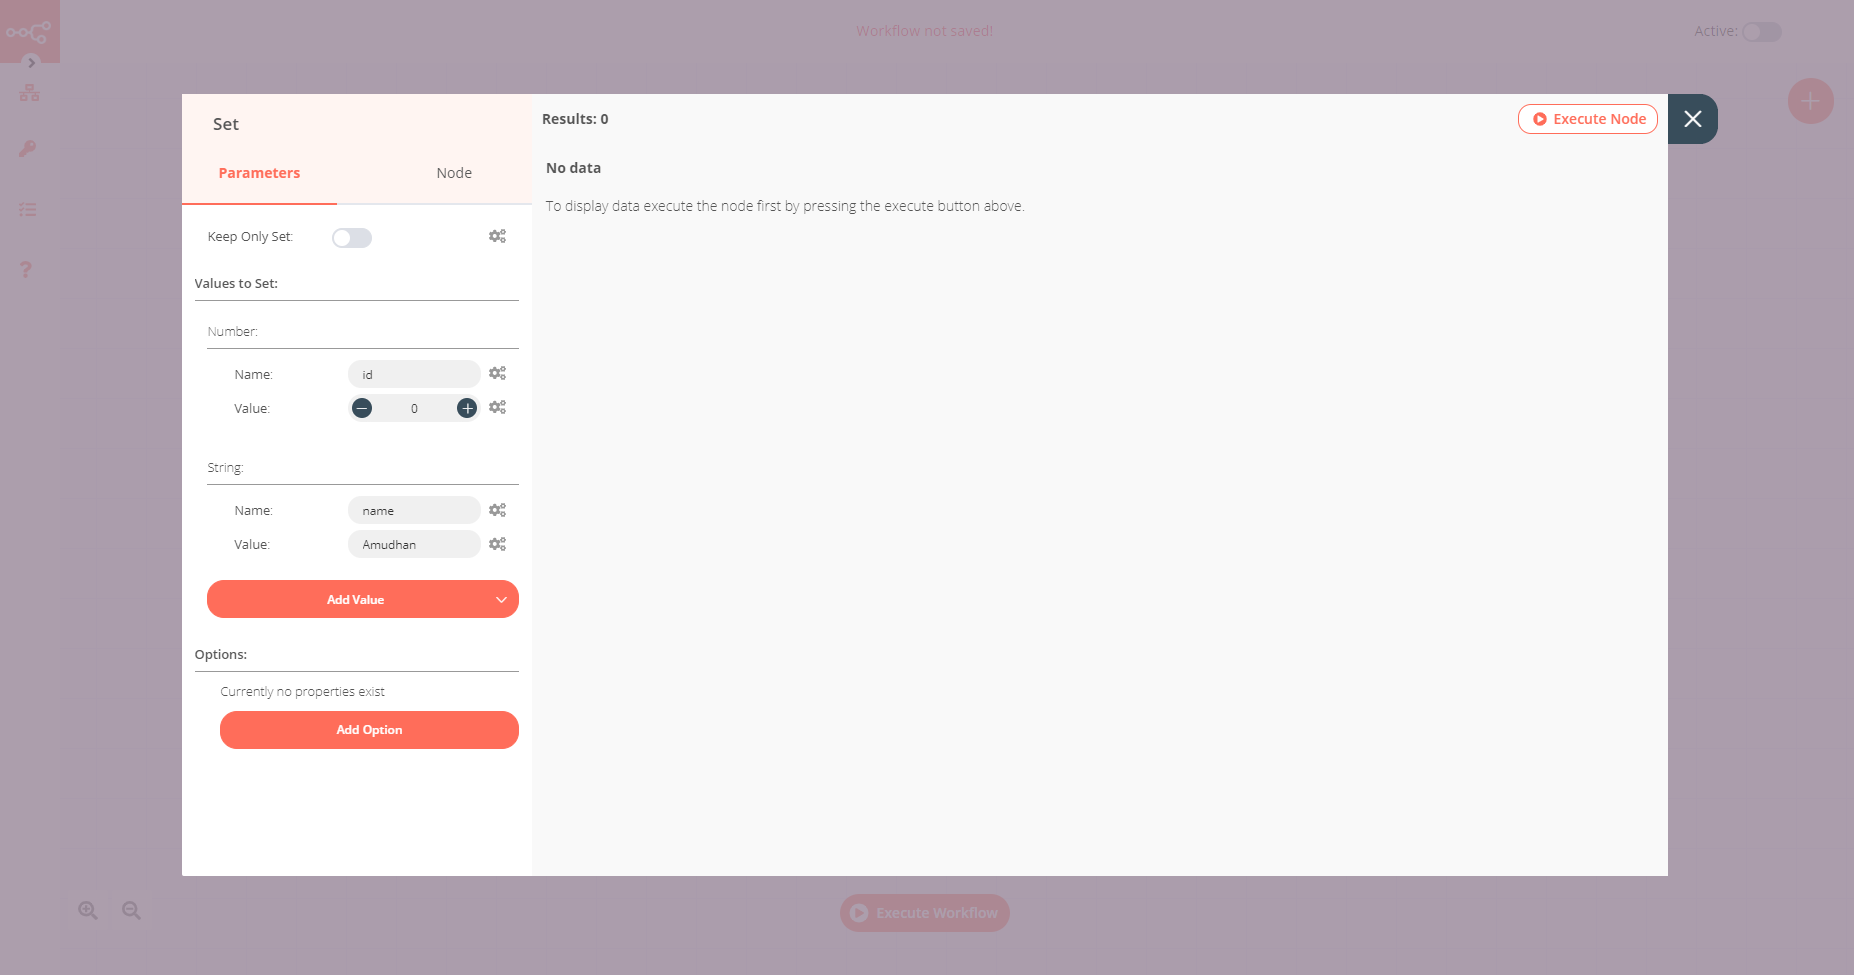 Workflow not saved!
Active:
Set
Parameters
Node
Keep Only Set:
Values to Set:
Number:
Name:
id
Value:
0
String:
Name:
name
Value:
Amudhan
Add Value
Options:
Currently no properties exist
Add Option
Results: 0
Execute Node
No data
To display data execute the node first by pressing the execute button above.
Execute Workflow